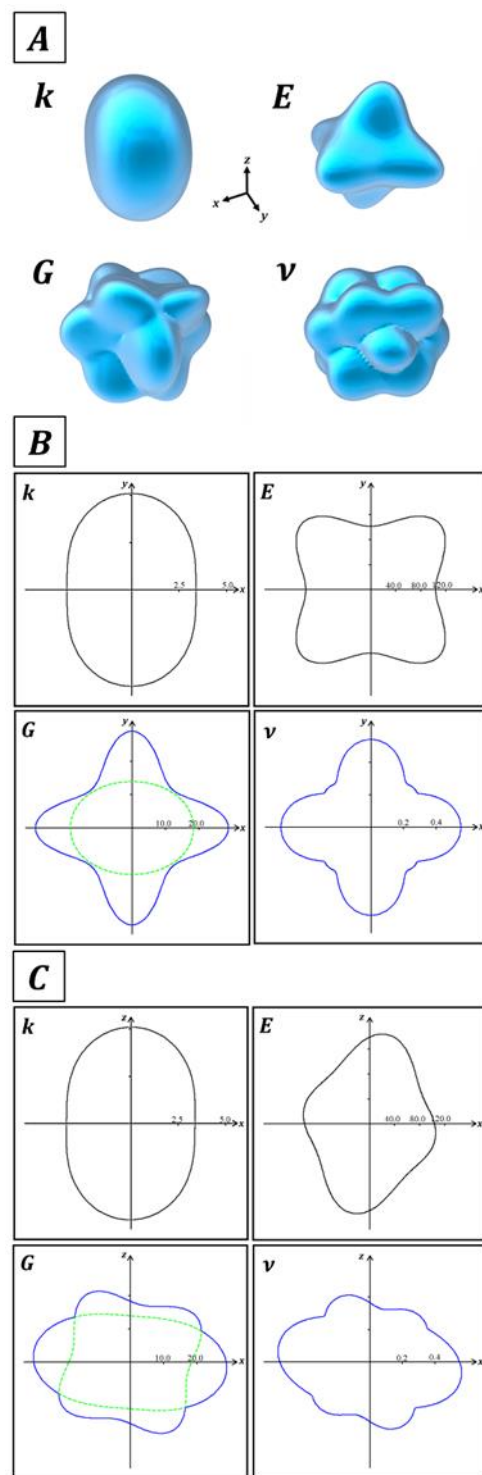 A
k E
z
x y
G ν
B
k y 2.5 5.0 x
E y 40.0 80.0 120.0 x
G y 10.0 20.0 x
ν y 0.2 0.4 x
C
k z 2.5 5.0 x
E z 40.0 80.0 120.0 x
G z 10.0 20.0 x
ν z 0.2 0.4 x